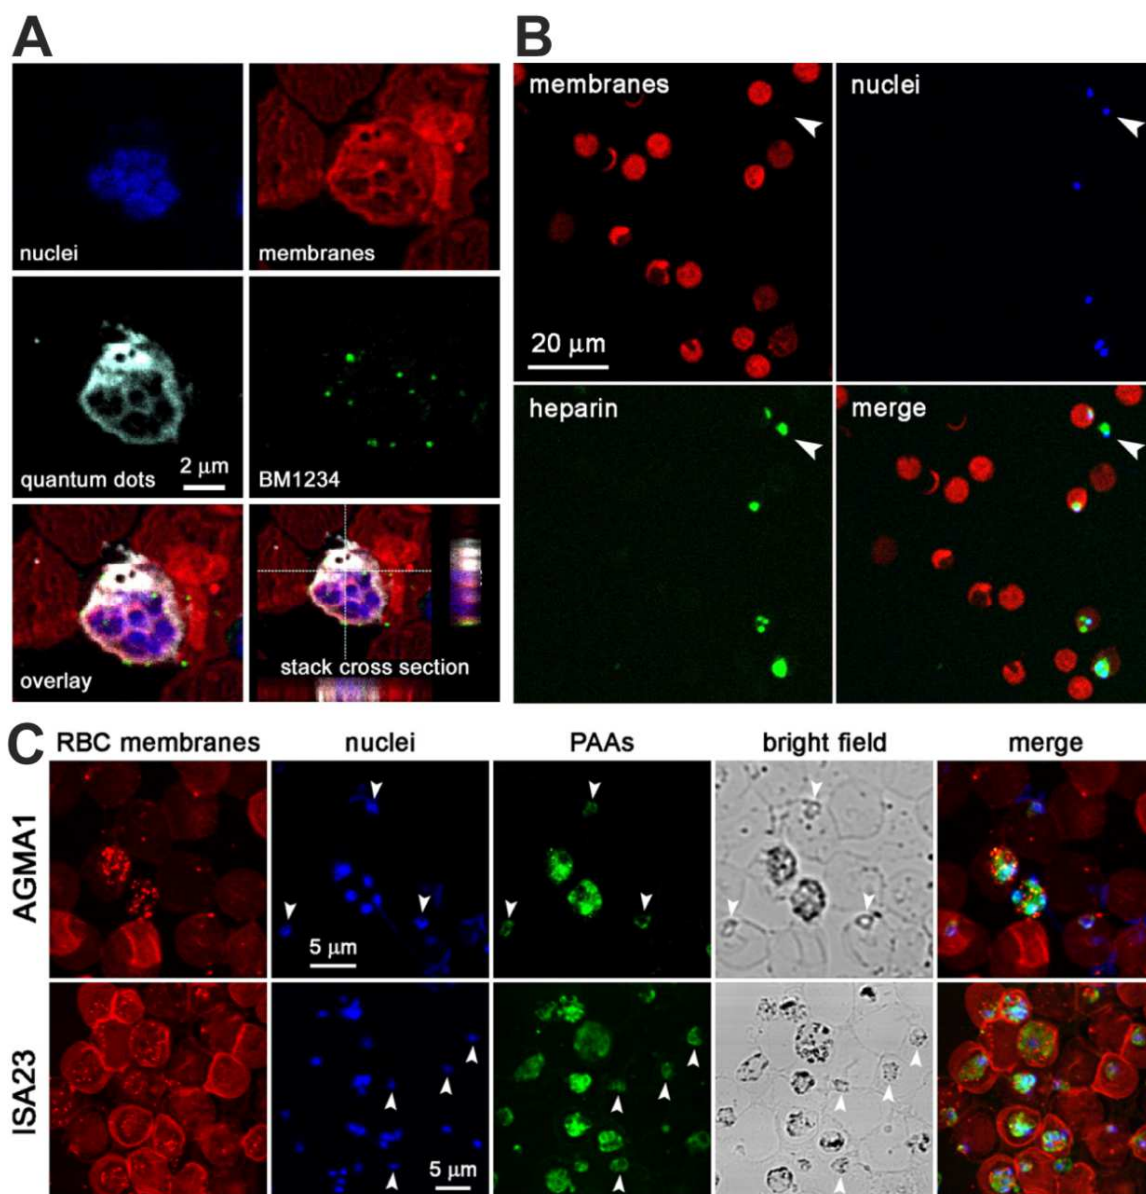 A
nuclei
membranes
quantum dots
2 μm
BM1234
overlay
stack cross section
B
membranes
nuclei
20 μm
heparin
merge
C
RBC membranes
nuclei
PAAs
bright field
merge
AGMA1
5 μm
ISA23
5 μm